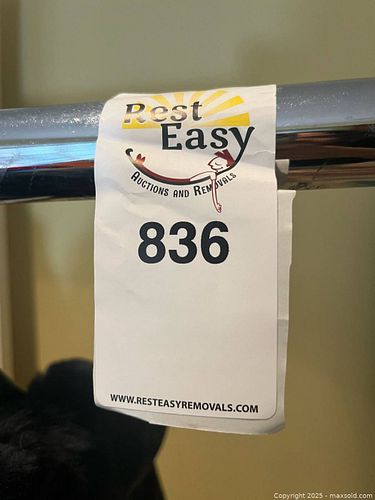 Rest
Easy
AUCTIONS AND REMOVALS
836
WWW.RESTEASYREMOVALS.COM
Copyright 2025 - maxsold.com